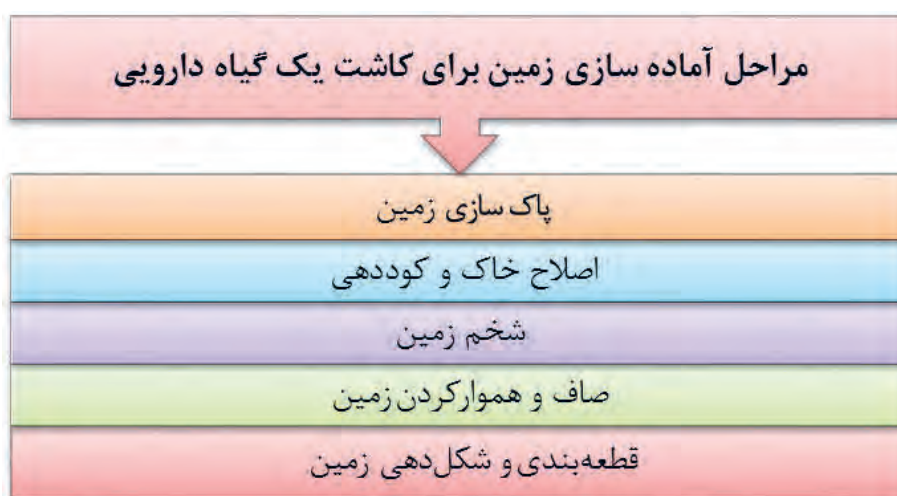 مراحل آماده سازی زمین برای کاشت یک گیاه دارویی
پاک سازی زمین
اصلاح خاک و کوددهی
شخم زمین
صاف و هموارکردن زمین
قطعه‌بندی و شکل‌دهی زمین